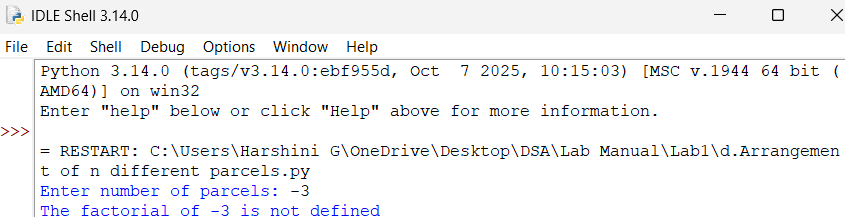 IDLE Shell 3.14.0
File Edit Shell Debug Options Window Help
Python 3.14.0 (tags/v3.14.0:ebf955d, Oct  7 2025, 10:15:03) [MSC v.1944 64 bit (
AMD64)] on win32
Enter "help" below or click "Help" above for more information.
>>>
= RESTART: C:\Users\Harshini G\OneDrive\Desktop\DSA\Lab Manual\Lab1\d.Arrangemen
t of n different parcels.py
Enter number of parcels: -3
The factorial of -3 is not defined